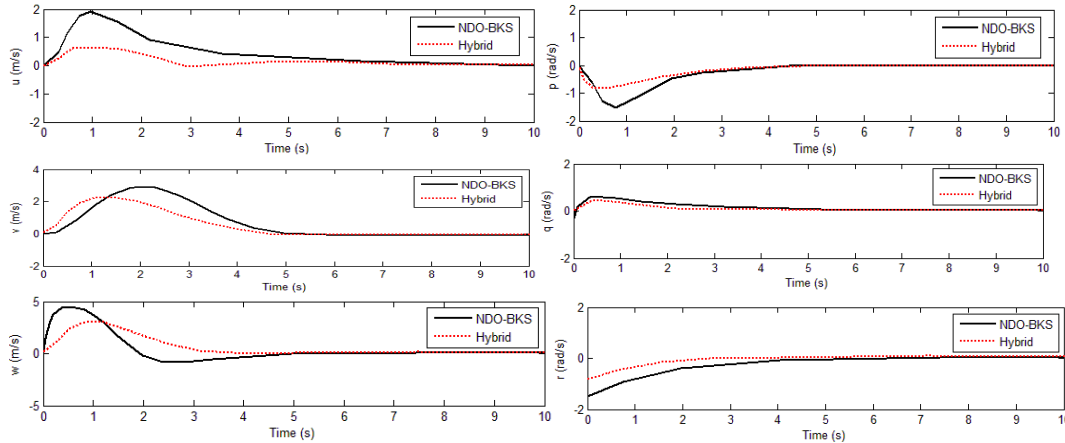 2
1
0
-1
-2
u (m/s)
NDO-BKS
Hybrid
0 1 2 3 4 5 6 7 8 9 10
Time (s)
2
1
0
-1
-2
p (rad/s)
NDO-BKS
Hybrid
0 1 2 3 4 5 6 7 8 9 10
Time (s)
4
2
0
-2
v (m/s)
NDO-BKS
Hybrid
0 1 2 3 4 5 6 7 8 9 10
Time (s)
2
0
-2
q (rad/s)
NDO-BKS
Hybrid
0 1 2 3 4 5 6 7 8 9 10
Time (s)
5
0
-5
w (m/s)
NDO-BKS
Hybrid
0 1 2 3 4 5 6 7 8 9 10
Time (s)
2
0
-2
r (rad/s)
NDO-BKS
Hybrid
0 1 2 3 4 5 6 7 8 9 10
Time (s)